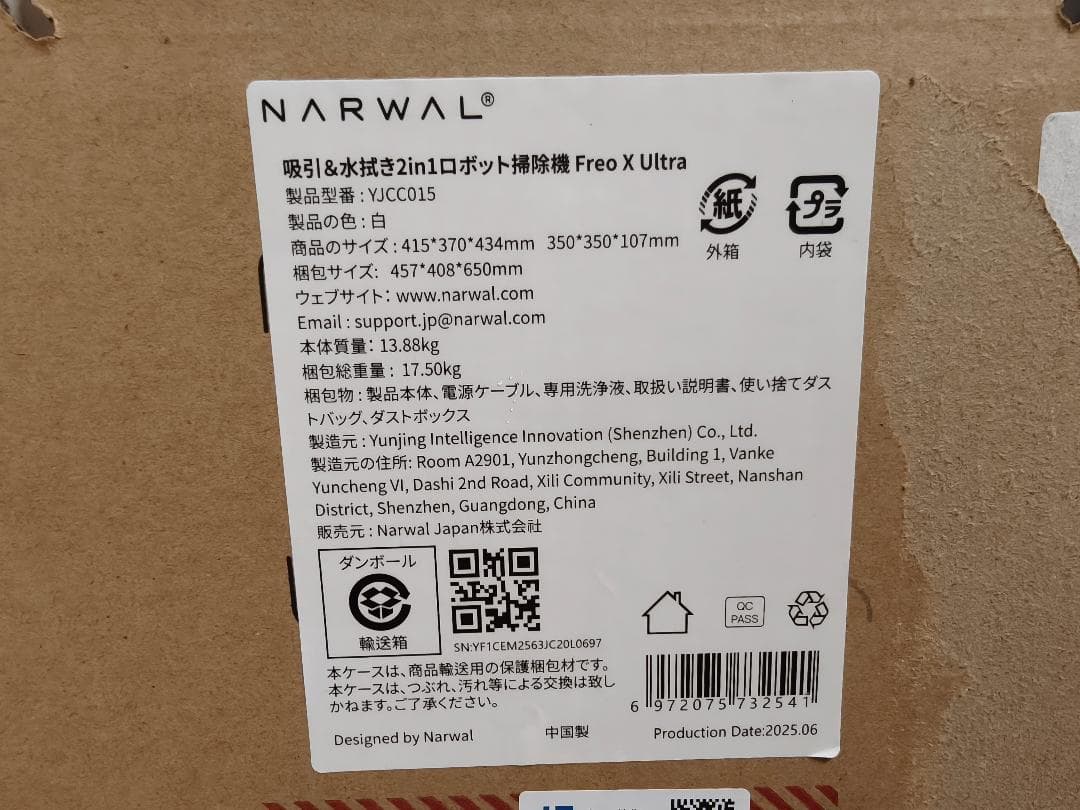 NARWAL®
吸引&水拭き2in1ロボット掃除機 Freo X Ultra
製品型番 : YJCC015
製品の色 : 白
商品のサイズ : 415*370*434mm 350*350*107mm
梱包サイズ: 457*408*650mm
ウェブサイト: www.narwal.com
Email : support.jp@narwal.com
本体質量: 13.88kg
梱包総重量 : 17.50kg
梱包物 : 製品本体、電源ケーブル、専用洗浄液、取扱い説明書、使い捨てダス
トバッグ、ダストボックス
製造元 : Yunjing Intelligence Innovation (Shenzhen) Co., Ltd.
製造元の住所: Room A2901, Yunzhongcheng, Building 1, Vanke
Yuncheng VI, Dashi 2nd Road, Xili Community, Xili Street, Nanshan
District, Shenzhen, Guangdong, China
販売元 : Narwal Japan株式会社
紙
外箱
プラ
内袋
ダンボール
輸送箱
SN:YF1CEM2563JC20L0697
QC
PASS
本ケースは、商品輸送用の保護梱包材です。
本ケースは、つぶれ、汚れ等による交換は致し
かねます。ご了承ください。
6 972075 732541
Designed by Narwal
中国製
Production Date:2025.06